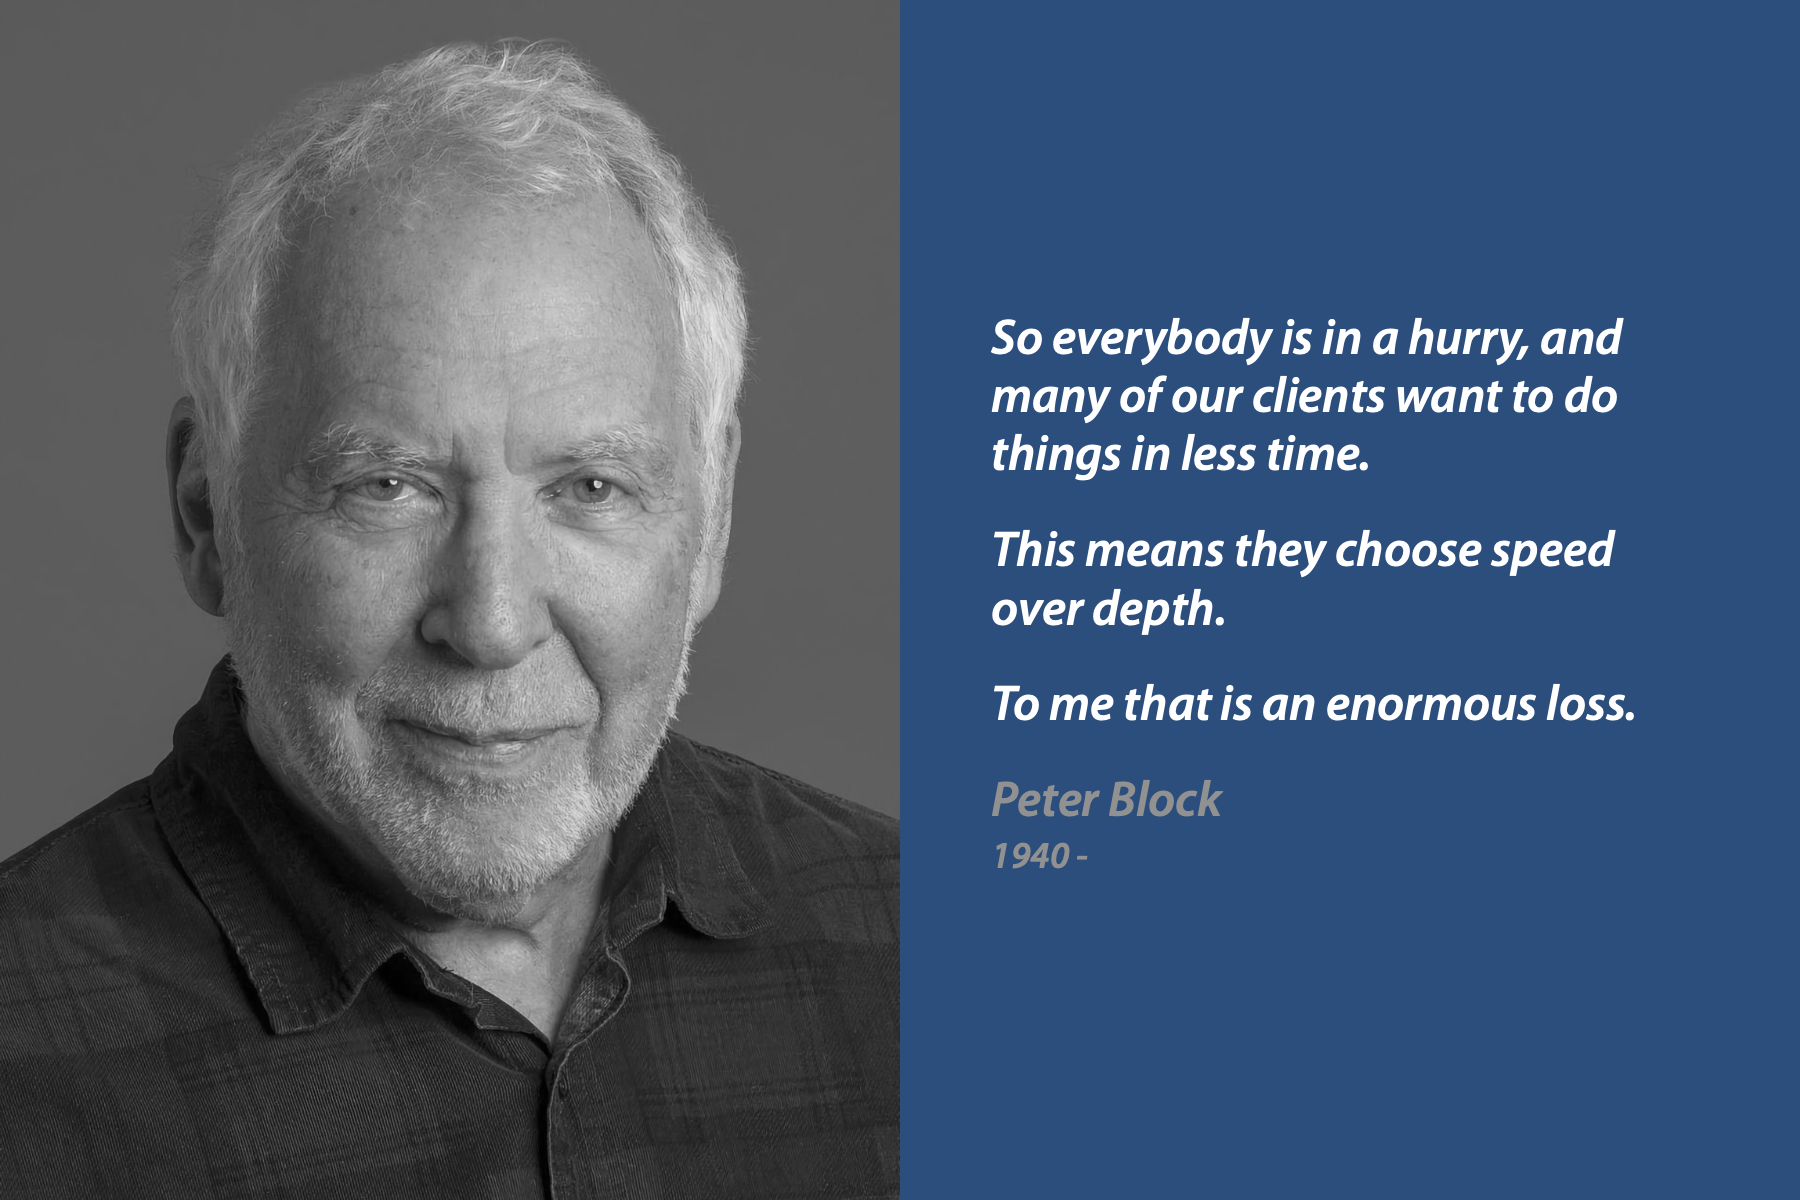 So everybody is in a hurry, and
many of our clients want to do
things in less time.
This means they choose speed
over depth.
To me that is an enormous loss.
Peter Block
1940 -